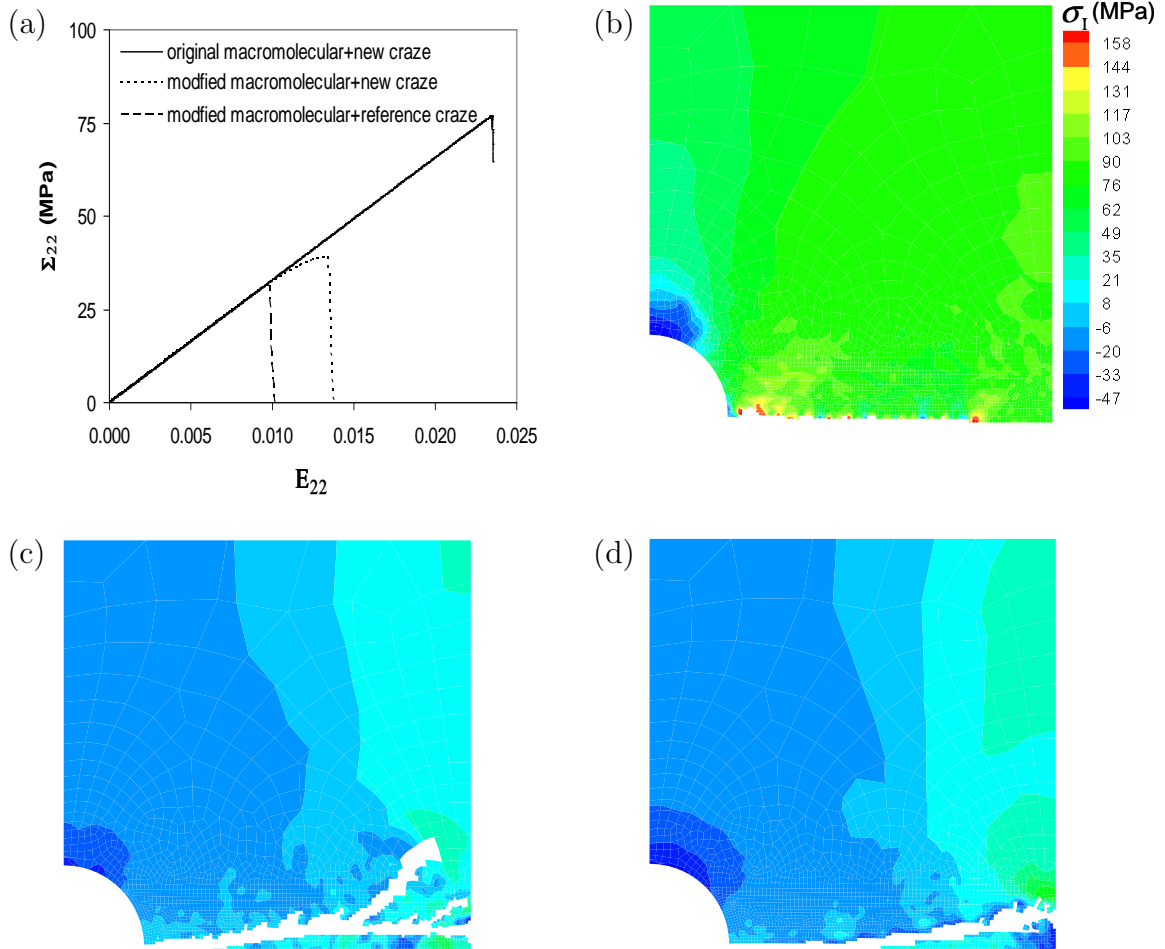 (a)
100
75
50
25
0
Σ22 (MPa)
original macromolecular+new craze
modfied macromolecular+new craze
modfied macromolecular+reference craze
0.000 0.005 0.010 0.015 0.020 0.025
E22
(b)
σI (MPa)
158
144
131
117
103
90
76
62
49
35
21
8
-6
-20
-33
-47
(c)
(d)